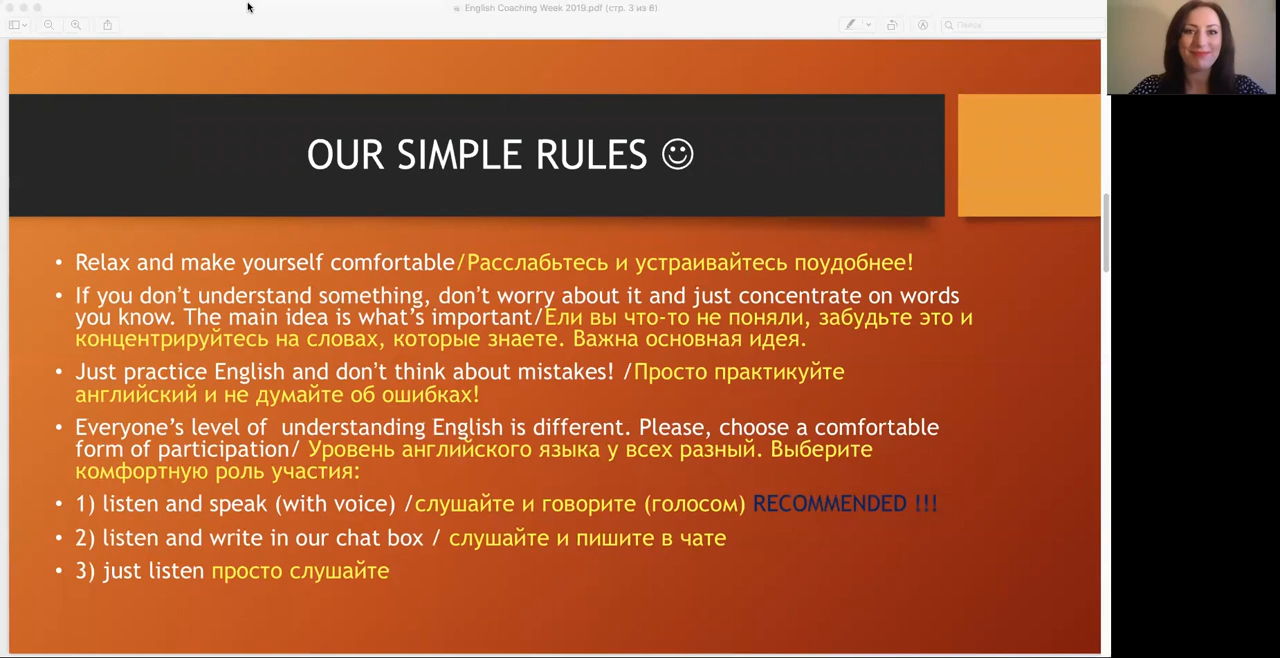 English Coaching Week 2019.pdf (стр. 3 из 8)
Поиск
OUR SIMPLE RULES ☺
• Relax and make yourself comfortable/Расслабьтесь и устраивайтесь поудобнее!
• If you don't understand something, don't worry about it and just concentrate on words
you know. The main idea is what's important/Ели вы что-то не поняли, забудьте это и
концентрируйтесь на словах, которые знаете. Важна основная идея.
• Just practice English and don't think about mistakes! /Просто практикуйте
английский и не думайте об ошибках!
• Everyone's level of  understanding English is different. Please, choose a comfortable
form of participation/ Уровень английского языка у всех разный. Выберите
комфортную роль участия:
• 1) listen and speak (with voice) /слушайте и говорите (голосом) RECOMMENDED !!!
• 2) listen and write in our chat box / слушайте и пишите в чате
• 3) just listen просто слушайте